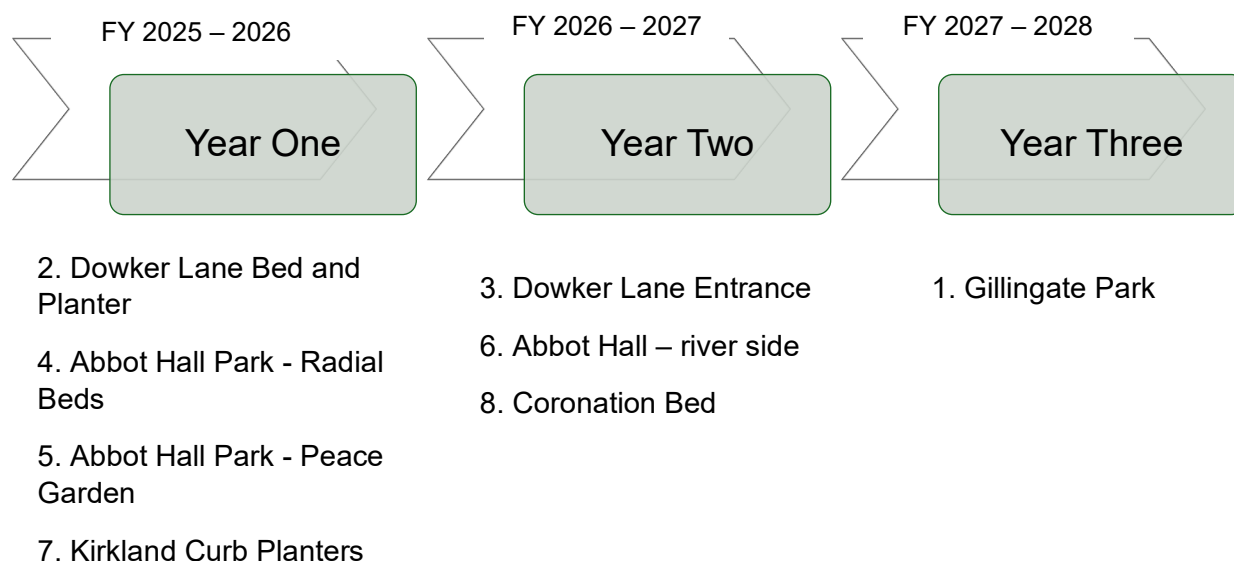 FY 2025 – 2026
FY 2026 – 2027
FY 2027 – 2028
Year One
Year Two
Year Three
2. Dowker Lane Bed and
Planter
4. Abbot Hall Park - Radial
Beds
5. Abbot Hall Park - Peace
Garden
7. Kirkland Curb Planters
3. Dowker Lane Entrance
6. Abbot Hall – river side
8. Coronation Bed
1. Gillingate Park